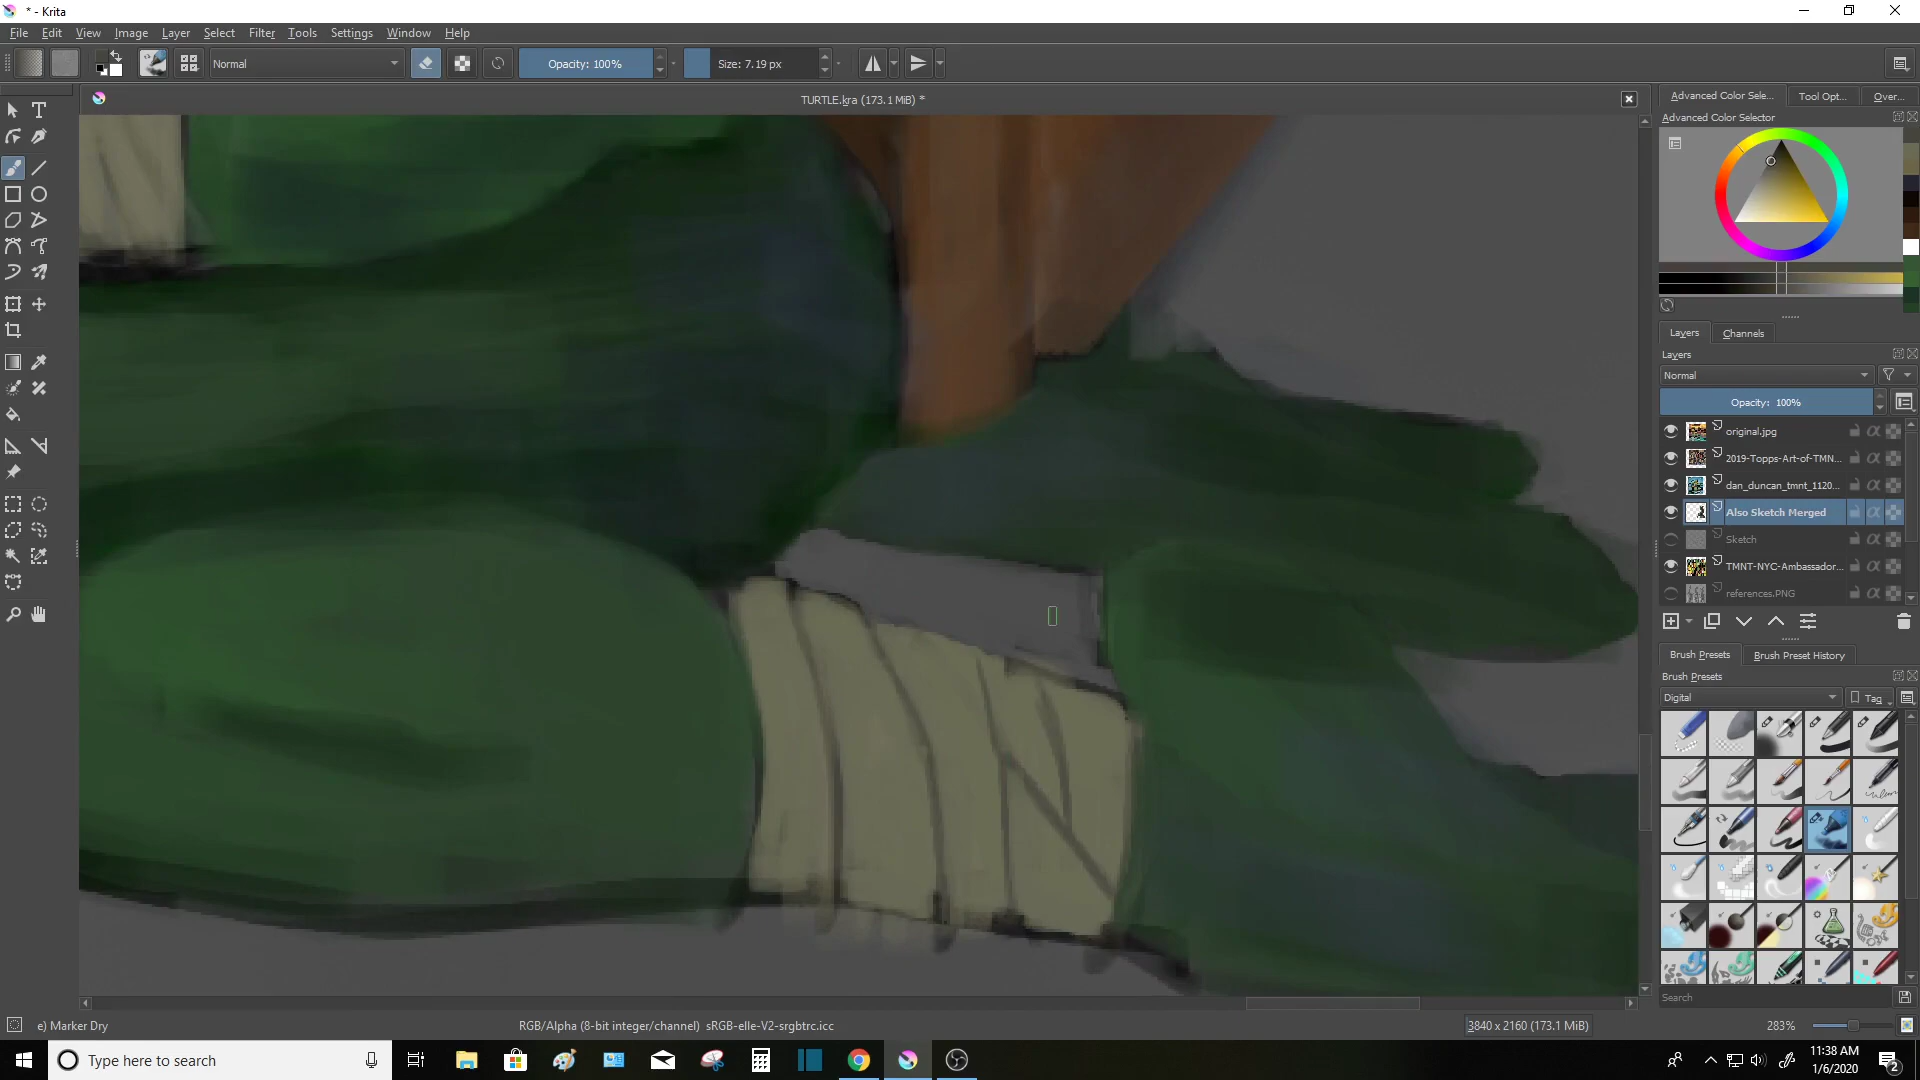 * - Krita
File Edit View Image Layer Select Filter Tools Settings Window Help
Normal
Opacity: 100%
Size: 7.19 px
TURTLE.kra (173.1 MiB) *
Advanced Color Sele... Tool Opt... Over...
Advanced Color Selector
Layers Channels
Layers
Normal
Opacity: 100%
original.jpg
2019-Topps-Art-of-TMN...
dan_duncan_tmnt_1120...
Also Sketch Merged
Sketch
TMNT-NYC-Ambassador...
references.PNG
Brush Presets Brush Preset History
Brush Presets
Digital
Tag
Search
e) Marker Dry
RGB/Alpha (8-bit integer/channel) sRGB-elle-V2-srgbtrc.icc
3840 x 2160 (173.1 MiB)
283%
Type here to search
11:38 AM
1/6/2020
2